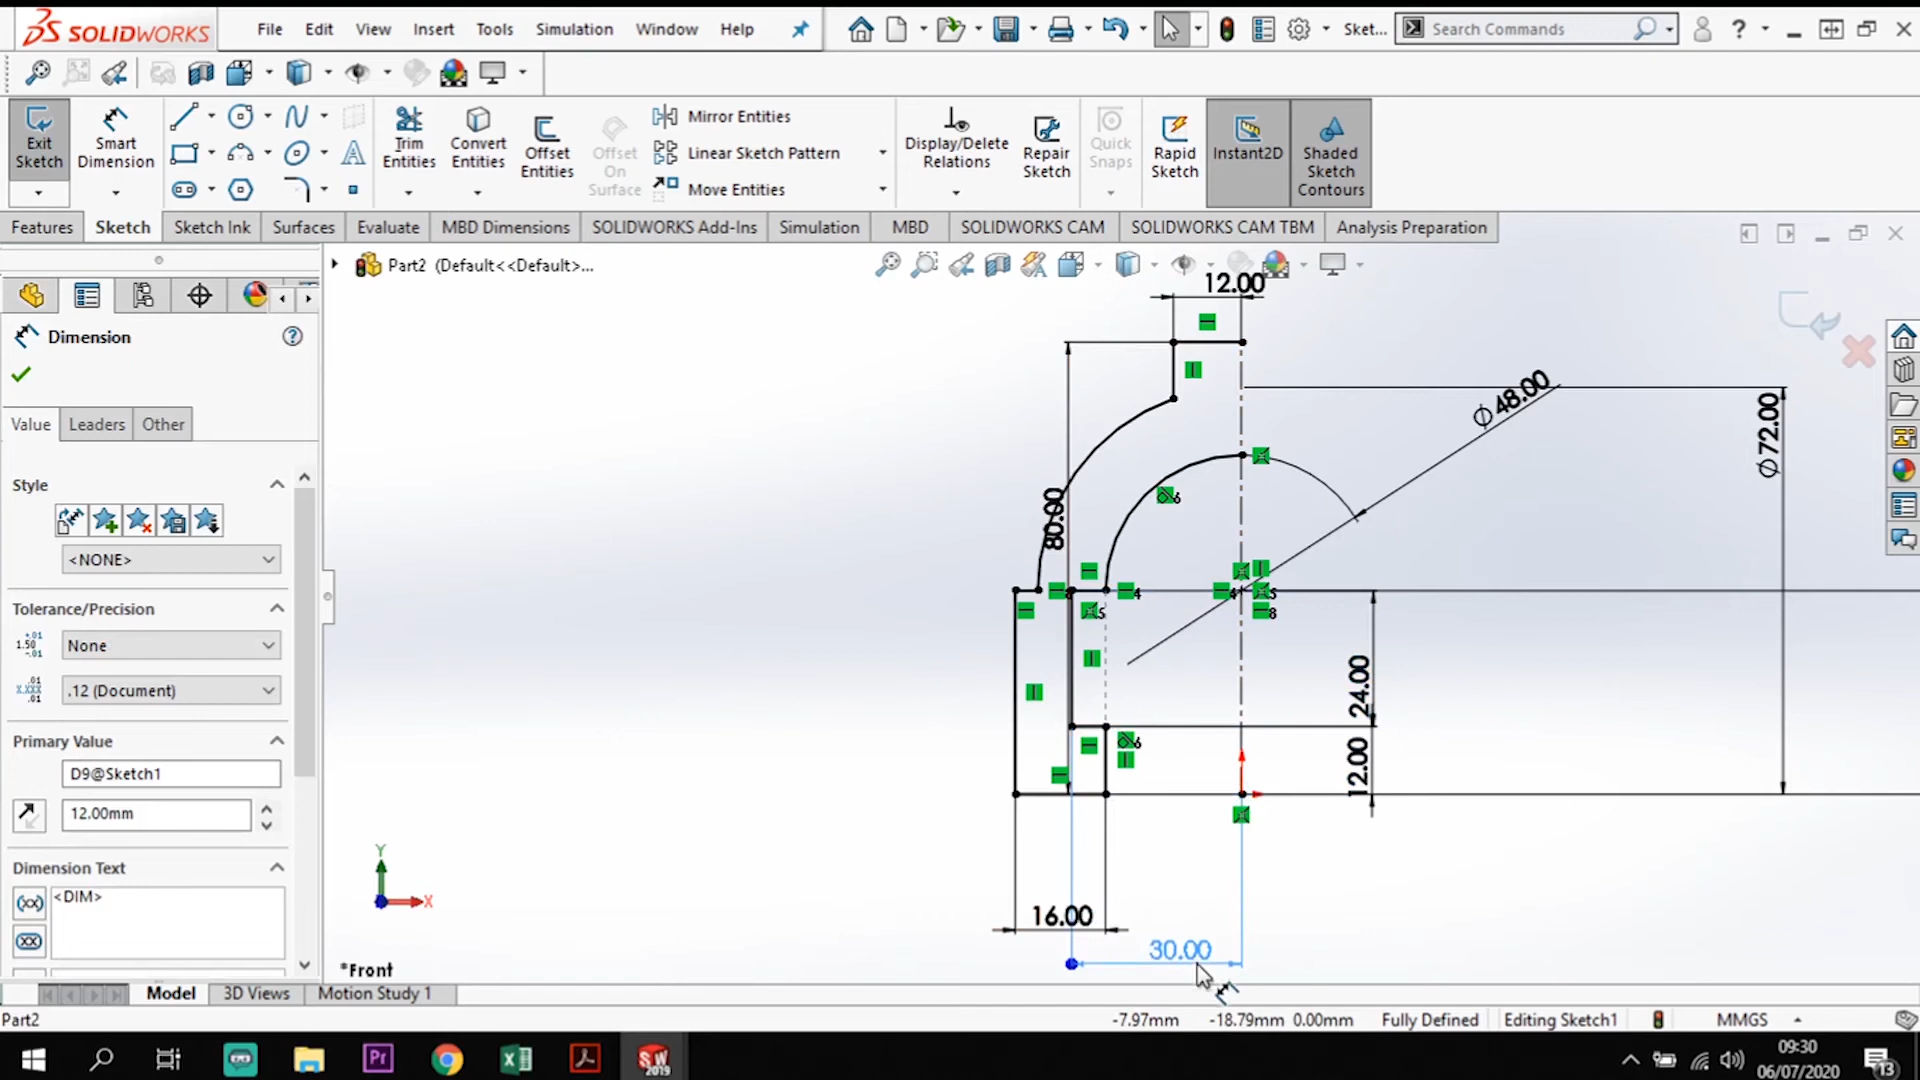 SOLIDWORKS File Edit View Insert Tools Simulation Window Help Sket... Search Commands ?
Exit Sketch
Smart Dimension
Trim Entities
Convert Entities
Offset Entities
Offset On Surface
Mirror Entities
Linear Sketch Pattern
Move Entities
Display/Delete Relations
Repair Sketch
Quick Snaps
Rapid Sketch
Instant2D
Shaded Sketch Contours
Features Sketch Sketch Ink Surfaces Evaluate MBD Dimensions SOLIDWORKS Add-Ins Simulation MBD SOLIDWORKS CAM SOLIDWORKS CAM TBM Analysis Preparation
Part2 (Default<<Default>...
Dimension
Value Leaders Other
Style
<NONE>
Tolerance/Precision
None
.12 (Document)
Primary Value
D9@Sketch1
12.00mm
Dimension Text
<DIM>
12.00
Ø48.00
Ø72.00
80.00
24.00
12.00
16.00
30.00
Y
X
*Front
Model 3D Views Motion Study 1
Part2 -7.97mm -18.79mm 0.00mm Fully Defined Editing Sketch1 MMGS
Pr
SW 2019
09:30
06/07/2020
13